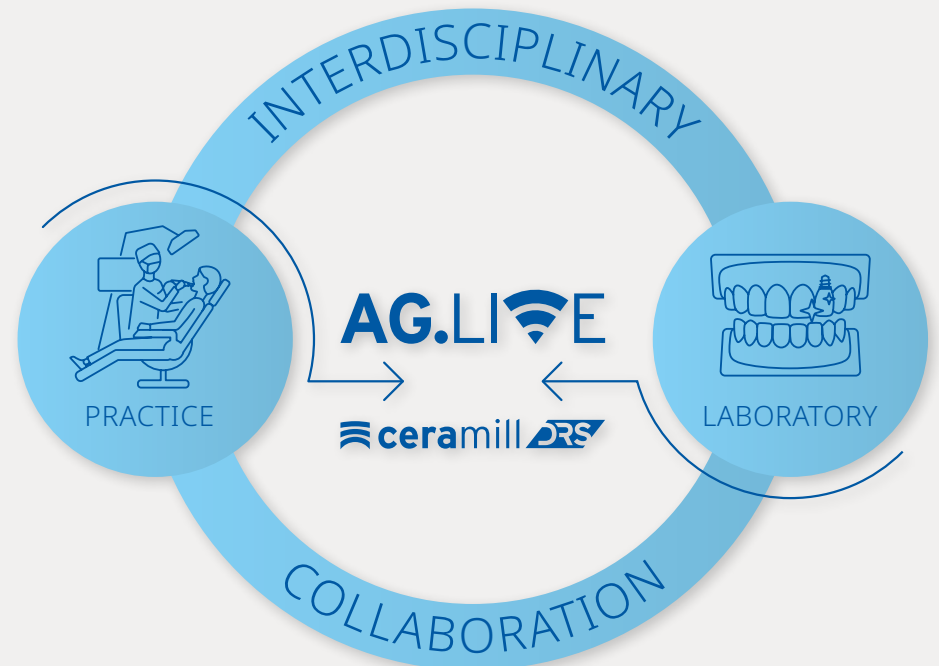 INTERDISCIPLINARY
AG.LIVE
PRACTICE
LABORATORY
ceramill DRS
COLLABORATION